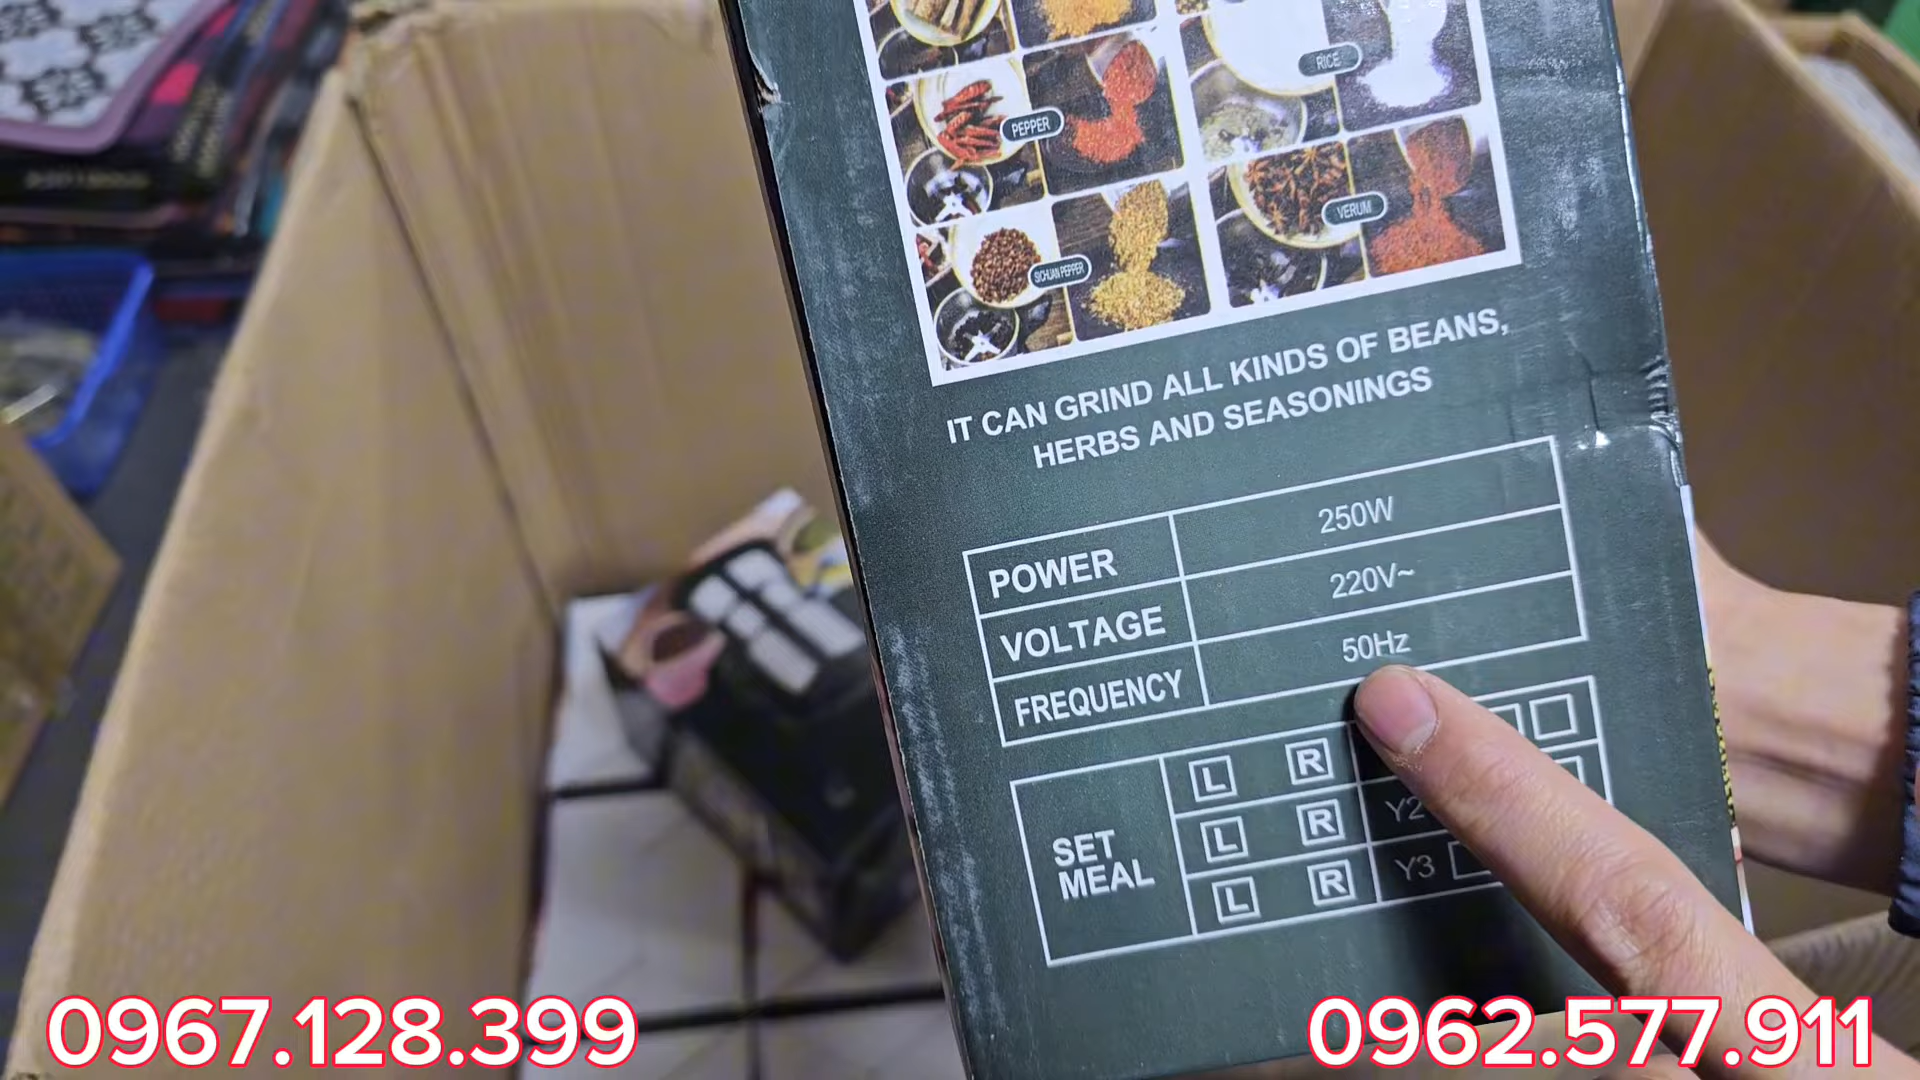 RICE
PEPPER
VERUM
SICHUAN PEPPER
IT CAN GRIND ALL KINDS OF BEANS,
HERBS AND SEASONINGS
POWER 250W
VOLTAGE 220V~
FREQUENCY 50Hz
SET
MEAL
L R
L R Y2
L R Y3
0967.128.399
0962.577.911